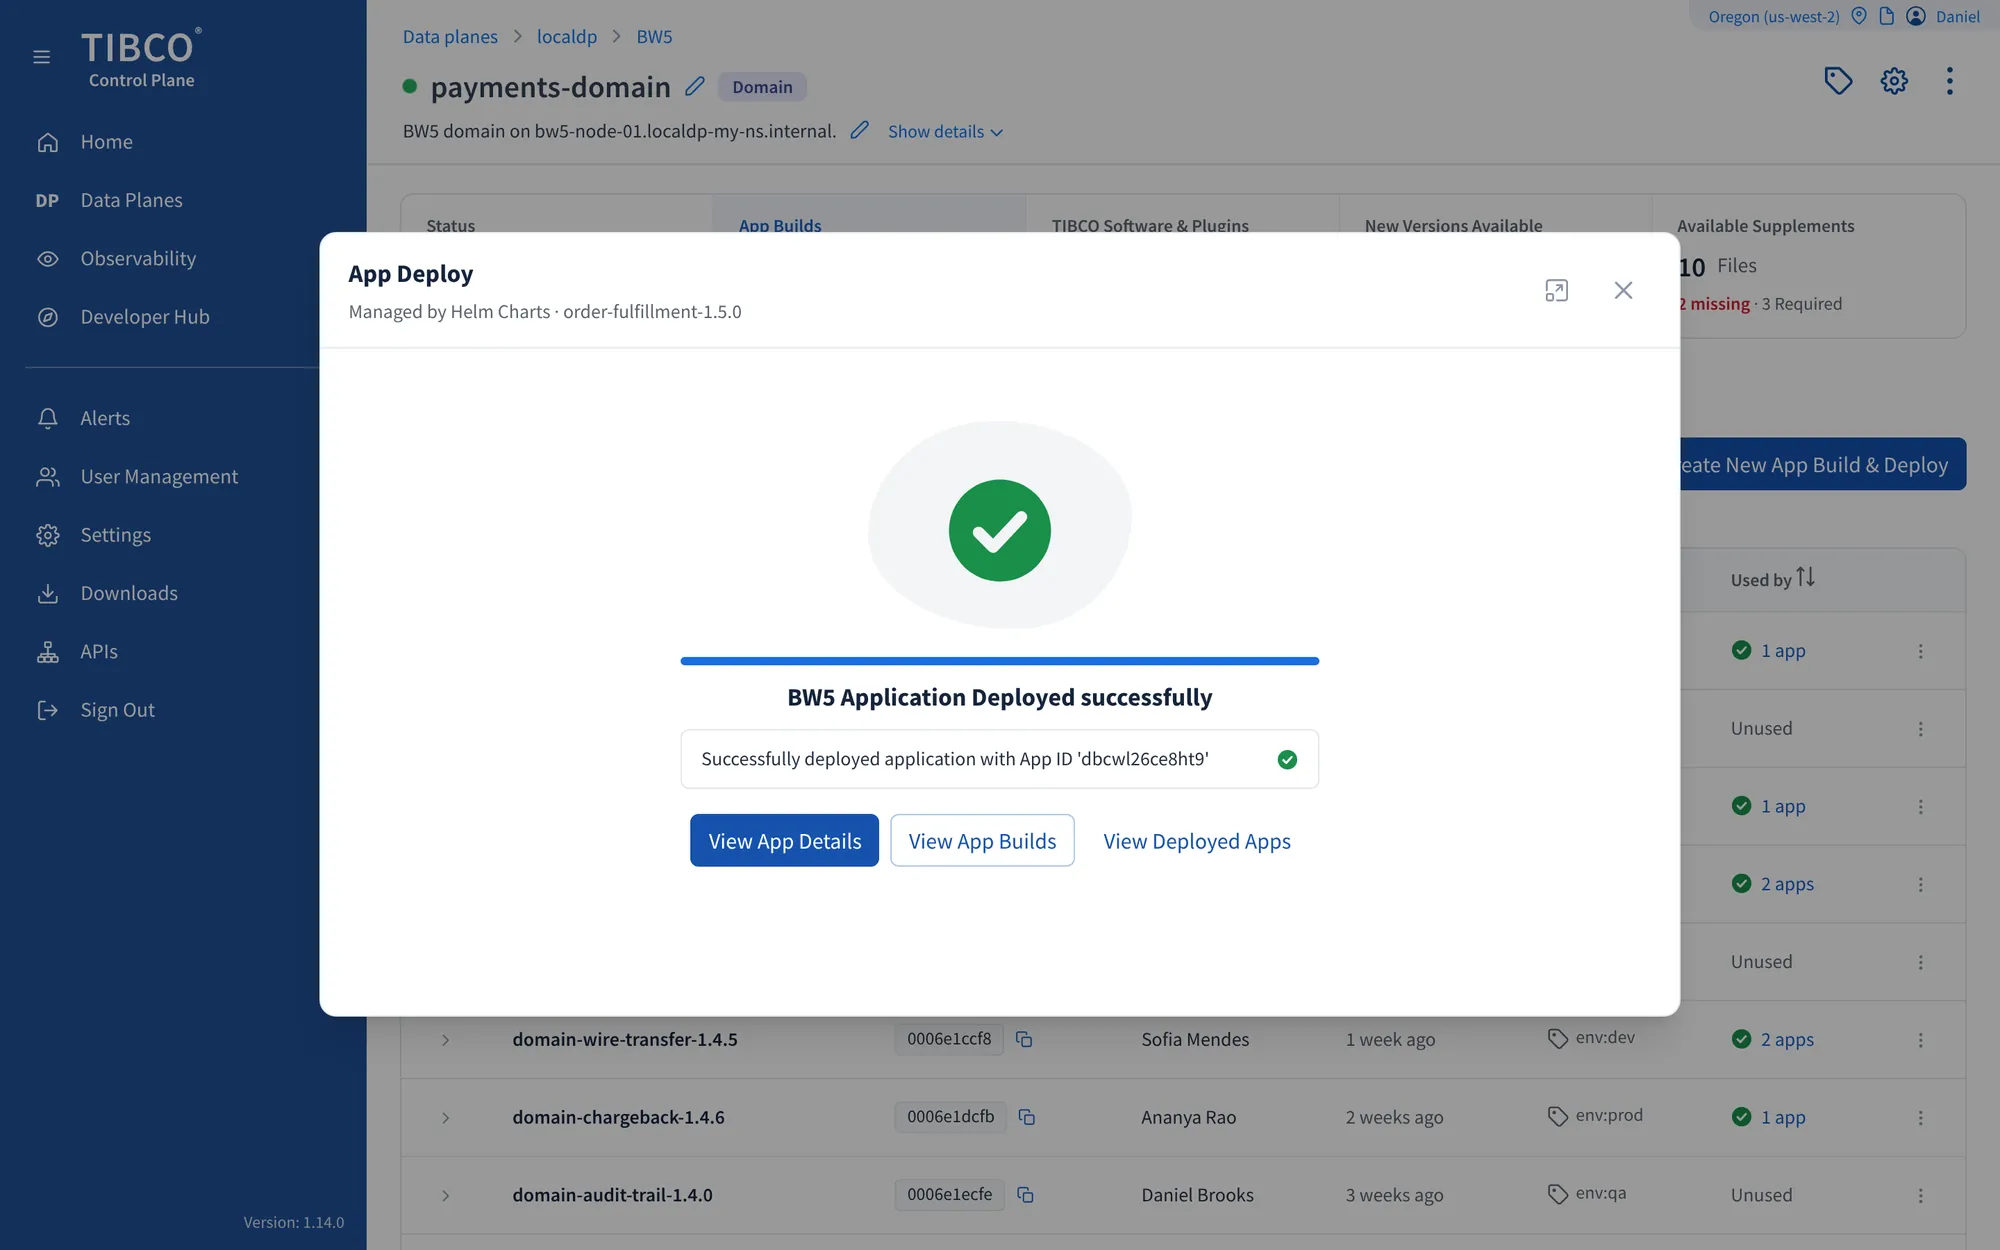 TIBCO®
Control Plane
Home
DP Data Planes
Observability
Developer Hub
Alerts
User Management
Settings
Downloads
APIs
Sign Out
Version: 1.14.0
Oregon (us-west-2) Daniel
Data planes > localdp > BW5
payments-domain Domain
BW5 domain on bw5-node-01.localdp-my-ns.internal. Show details
Status App Builds TIBCO Software & Plugins New Versions Available Available Supplements
10 Files
2 missing · 3 Required
App Deploy
Managed by Helm Charts · order-fulfillment-1.5.0
BW5 Application Deployed successfully
Successfully deployed application with App ID 'dbcwl26ce8ht9'
View App Details View App Builds View Deployed Apps
New App Build & Deploy
Used by
1 app
Unused
1 app
2 apps
Unused
domain-wire-transfer-1.4.5 0006e1ccf8 Sofia Mendes 1 week ago env:dev 2 apps
domain-chargeback-1.4.6 0006e1dcfb Ananya Rao 2 weeks ago env:prod 1 app
domain-audit-trail-1.4.0 0006e1ecfe Daniel Brooks 3 weeks ago env:qa Unused